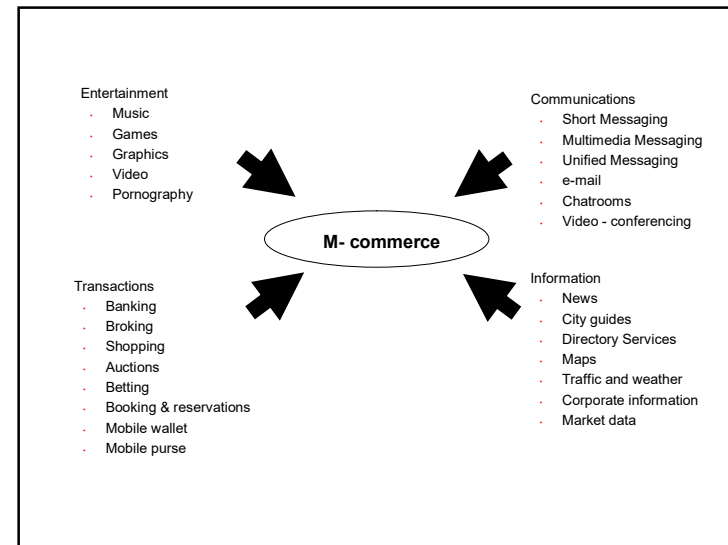 Entertainment
Music
Games
Graphics
Video
Pornography
Communications
Short Messaging
Multimedia Messaging
Unified Messaging
e-mail
Chatrooms
Video - conferencing
M- commerce
Transactions
Banking
Broking
Shopping
Auctions
Betting
Booking & reservations
Mobile wallet
Mobile purse
Information
News
City guides
Directory Services
Maps
Traffic and weather
Corporate information
Market data